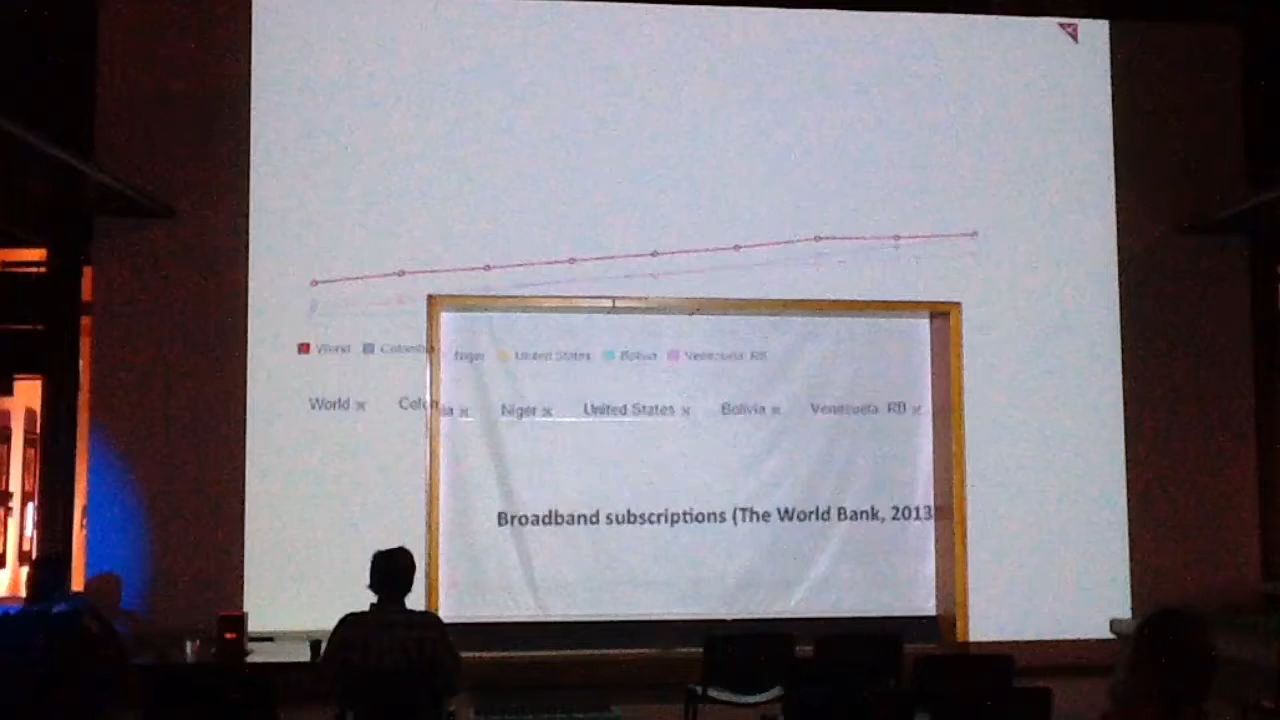 World Colombia Niger United States Bolivia Venezuela RB
World Colombia Niger United States Bolivia Venezuela RB
Broadband subscriptions (The World Bank, 2013